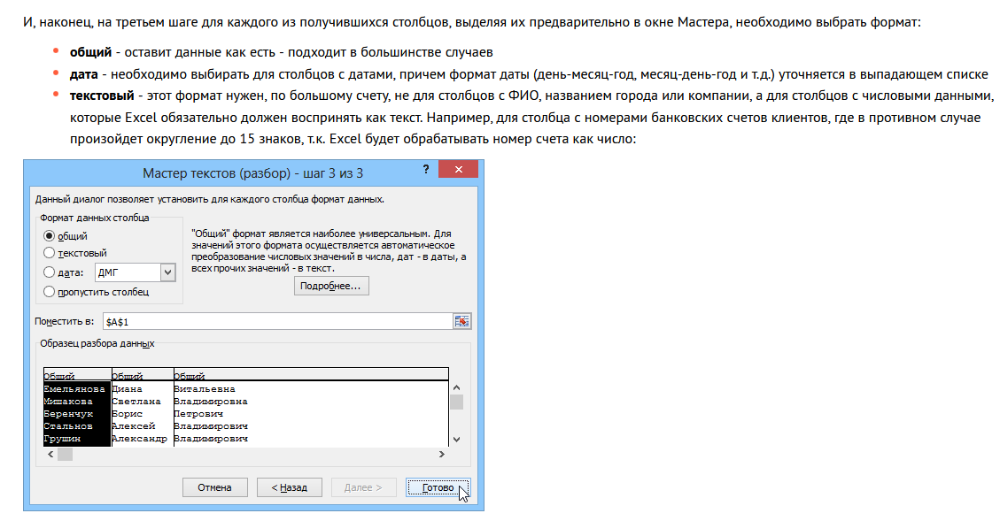 И, наконец, на третьем шаге для каждого из получившихся столбцов, выделяя их предварительно в окне Мастера, необходимо выбрать формат:
общий - оставит данные как есть - подходит в большинстве случаев
дата - необходимо выбирать для столбцов с датами, причем формат даты (день-месяц-год, месяц-день-год и т.д.) уточняется в выпадающем списке
текстовый - этот формат нужен, по большому счету, не для столбцов с ФИО, названием города или компании, а для столбцов с числовыми данными,
которые Excel обязательно должен воспринять как текст. Например, для столбца с номерами банковских счетов клиентов, где в противном случае
произойдет округление до 15 знаков, т.к. Excel будет обрабатывать номер счета как число:
Мастер текстов (разбор) - шаг 3 из 3
Данный диалог позволяет установить для каждого столбца формат данных.
Формат данных столбца
общий
текстовый
дата: ДМГ
пропустить столбец
"Общий" формат является наиболее универсальным. Для
значений этого формата осуществляется автоматическое
преобразование числовых значений в числа, дат - в даты, а
всех прочих значений - в текст.
Подробнее...
Поместить в: $A$1
Образец разбора данных
Общий Общий Общий
Емельянова Диана Витальевна
Мишакова Светлана Владимировна
Беренчук Борис Петрович
Стальнов Алексей Владимирович
Грушин Александр Владимирович
Отмена < Назад Далее > Готово